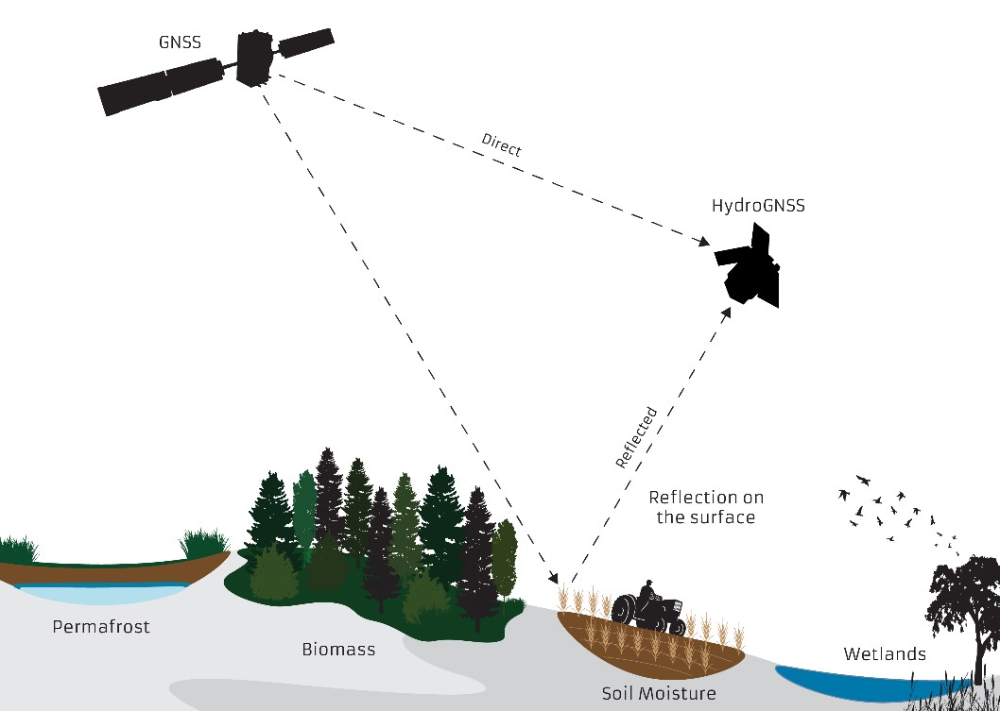 GNSS
Direct
HydroGNSS
Reflected
Reflection on
the surface
Permafrost
Biomass
Wetlands
Soil Moisture